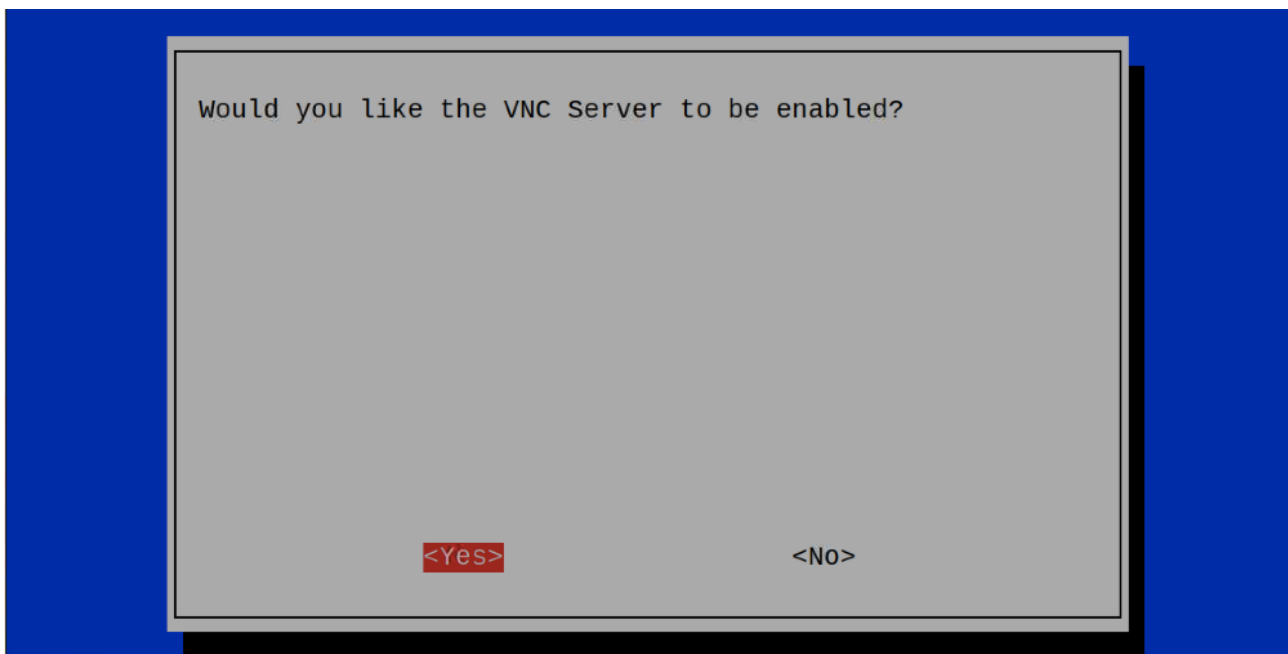 Would you like the VNC Server to be enabled?
<Yes> <No>